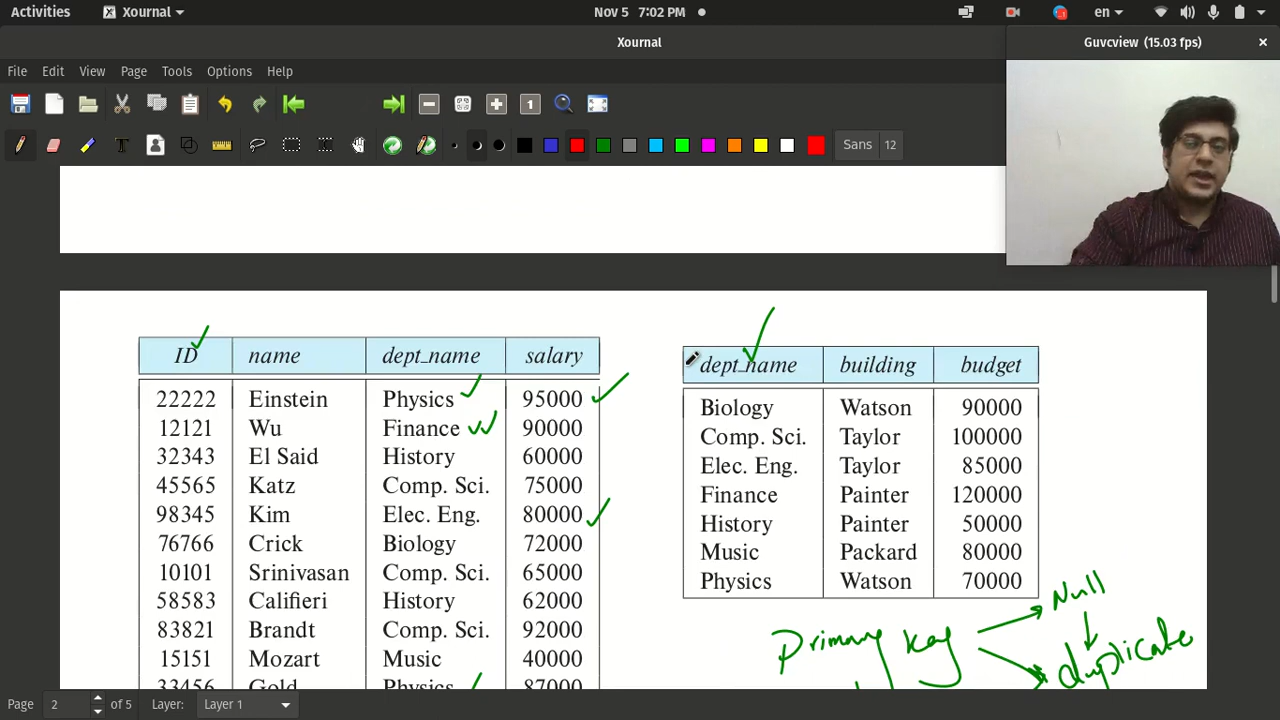 Activities Xournal Nov 5 7:02 PM en
Xournal
Guvcview (15.03 fps)
File Edit View Page Tools Options Help
1
Sans 12
ID name dept_name salary
22222 Einstein Physics 95000
12121 Wu Finance 90000
32343 El Said History 60000
45565 Katz Comp. Sci. 75000
98345 Kim Elec. Eng. 80000
76766 Crick Biology 72000
10101 Srinivasan Comp. Sci. 65000
58583 Califieri History 62000
83821 Brandt Comp. Sci. 92000
15151 Mozart Music 40000
33456 Gold Physics 87000
dept_name building budget
Biology Watson 90000
Comp. Sci. Taylor 100000
Elec. Eng. Taylor 85000
Finance Painter 120000
History Painter 50000
Music Packard 80000
Physics Watson 70000
Null
Primary key
duplicate
Page 2 of 5 Layer: Layer 1